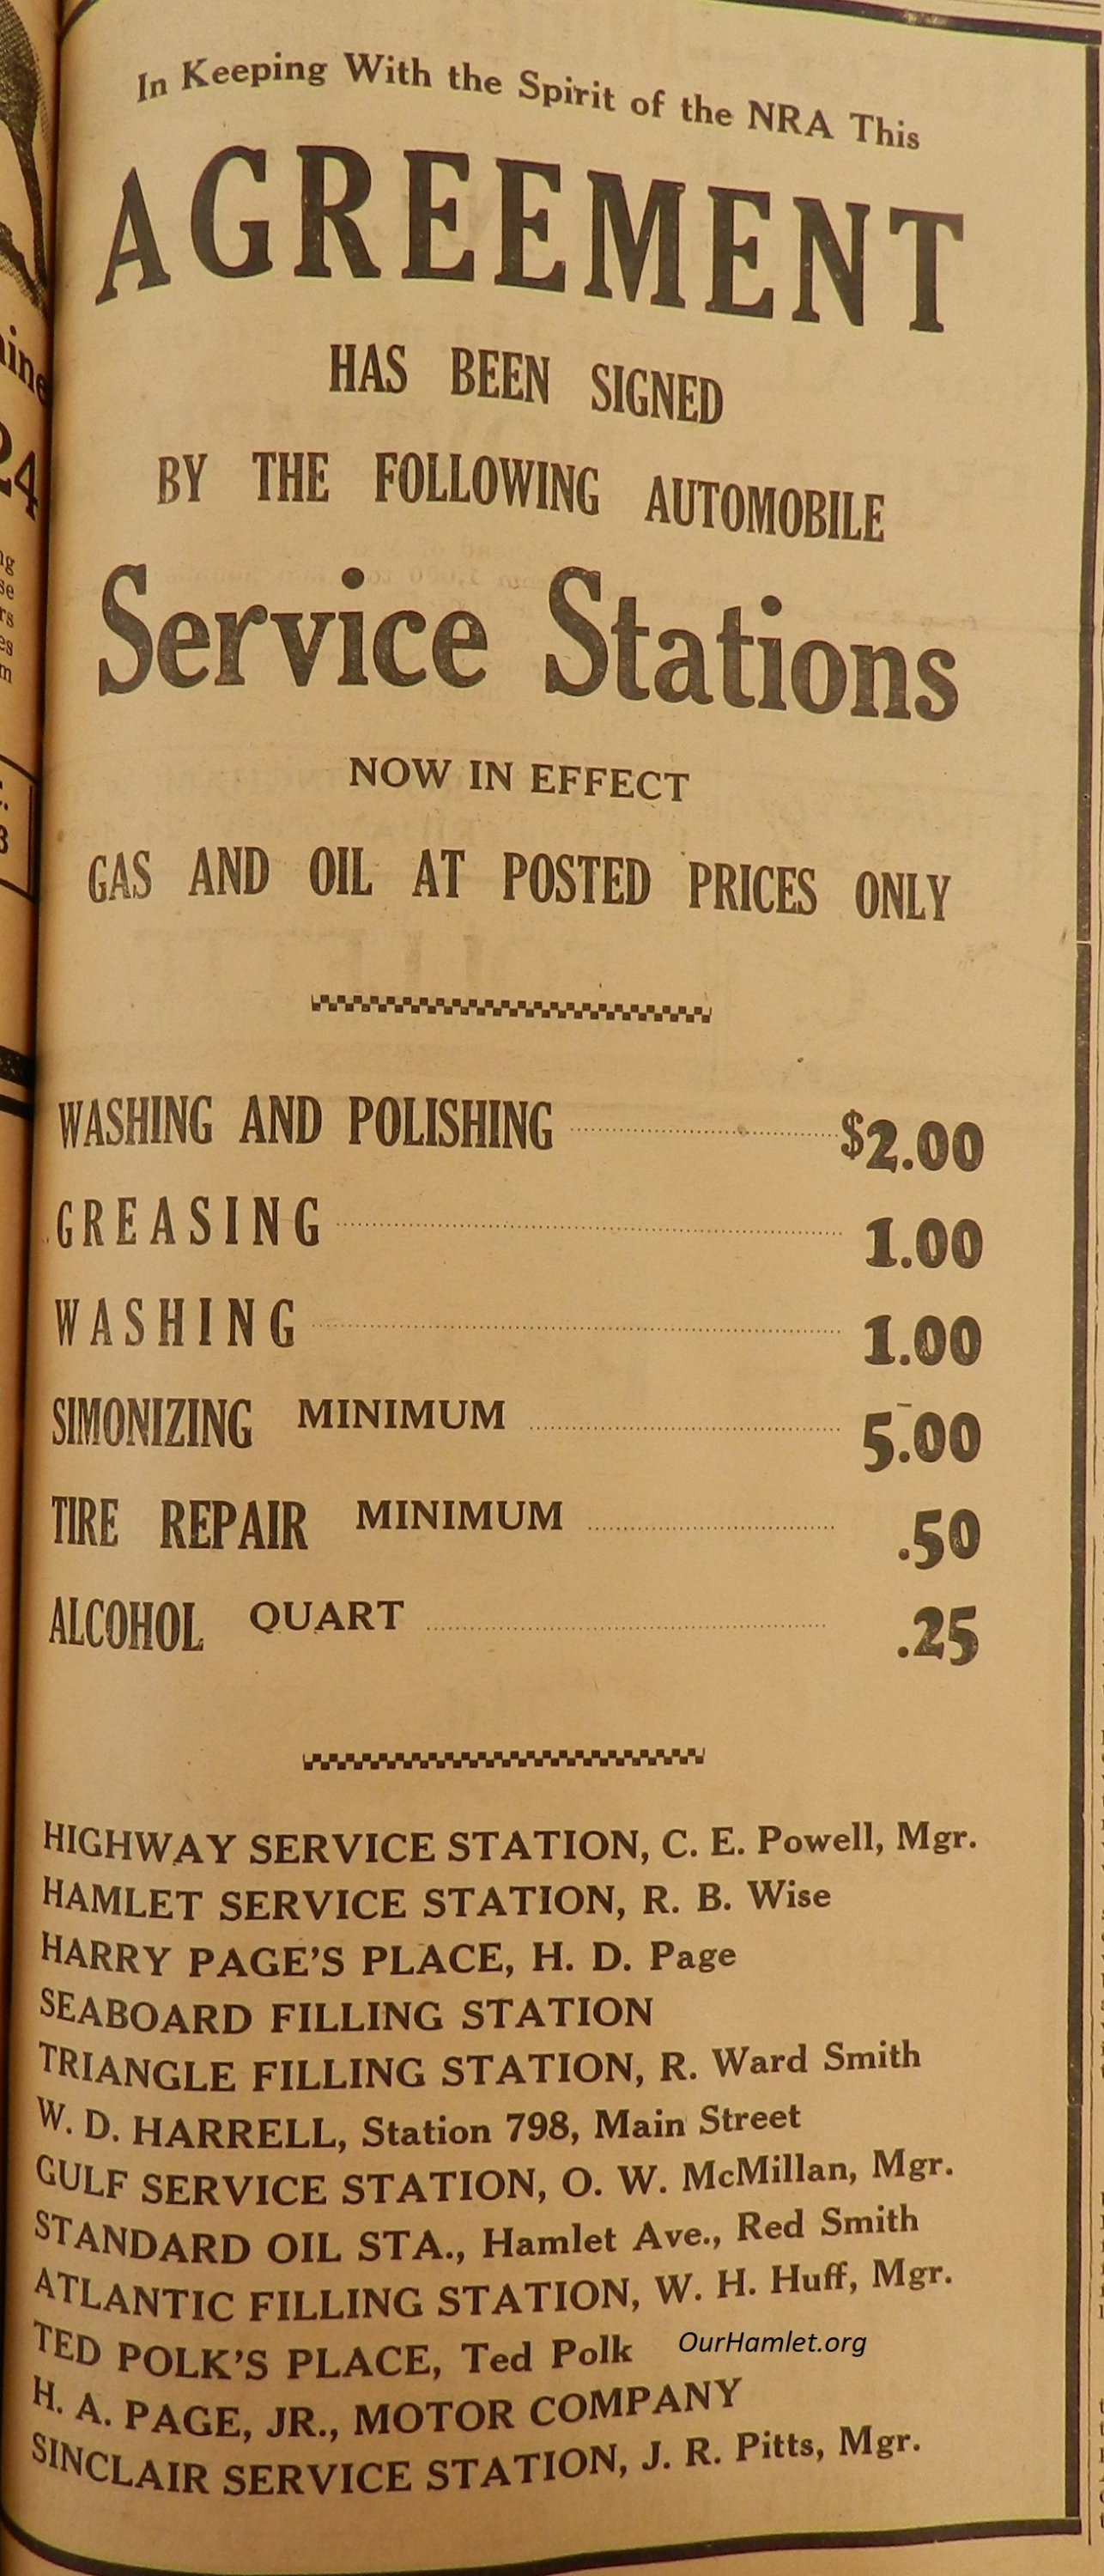 In Keeping With the Spirit of the NRA This
AGREEMENT
HAS BEEN SIGNED
BY THE FOLLOWING AUTOMOBILE
Service Stations
NOW IN EFFECT
GAS AND OIL AT POSTED PRICES ONLY
WASHING AND POLISHING $2.00
GREASING 1.00
WASHING 1.00
SIMONIZING MINIMUM 5.00
TIRE REPAIR MINIMUM .50
ALCOHOL QUART .25
HIGHWAY SERVICE STATION, C. E. Powell, Mgr.
HAMLET SERVICE STATION, R. B. Wise
HARRY PAGE'S PLACE, H. D. Page
SEABOARD FILLING STATION
TRIANGLE FILLING STATION, R. Ward Smith
W. D. HARRELL, Station 798, Main Street
GULF SERVICE STATION, O. W. McMillan, Mgr.
STANDARD OIL STA., Hamlet Ave., Red Smith
ATLANTIC FILLING STATION, W. H. Huff, Mgr.
TED POLK'S PLACE, Ted Polk
OurHamlet.org
H. A. PAGE, JR., MOTOR COMPANY
SINCLAIR SERVICE STATION, J. R. Pitts, Mgr.